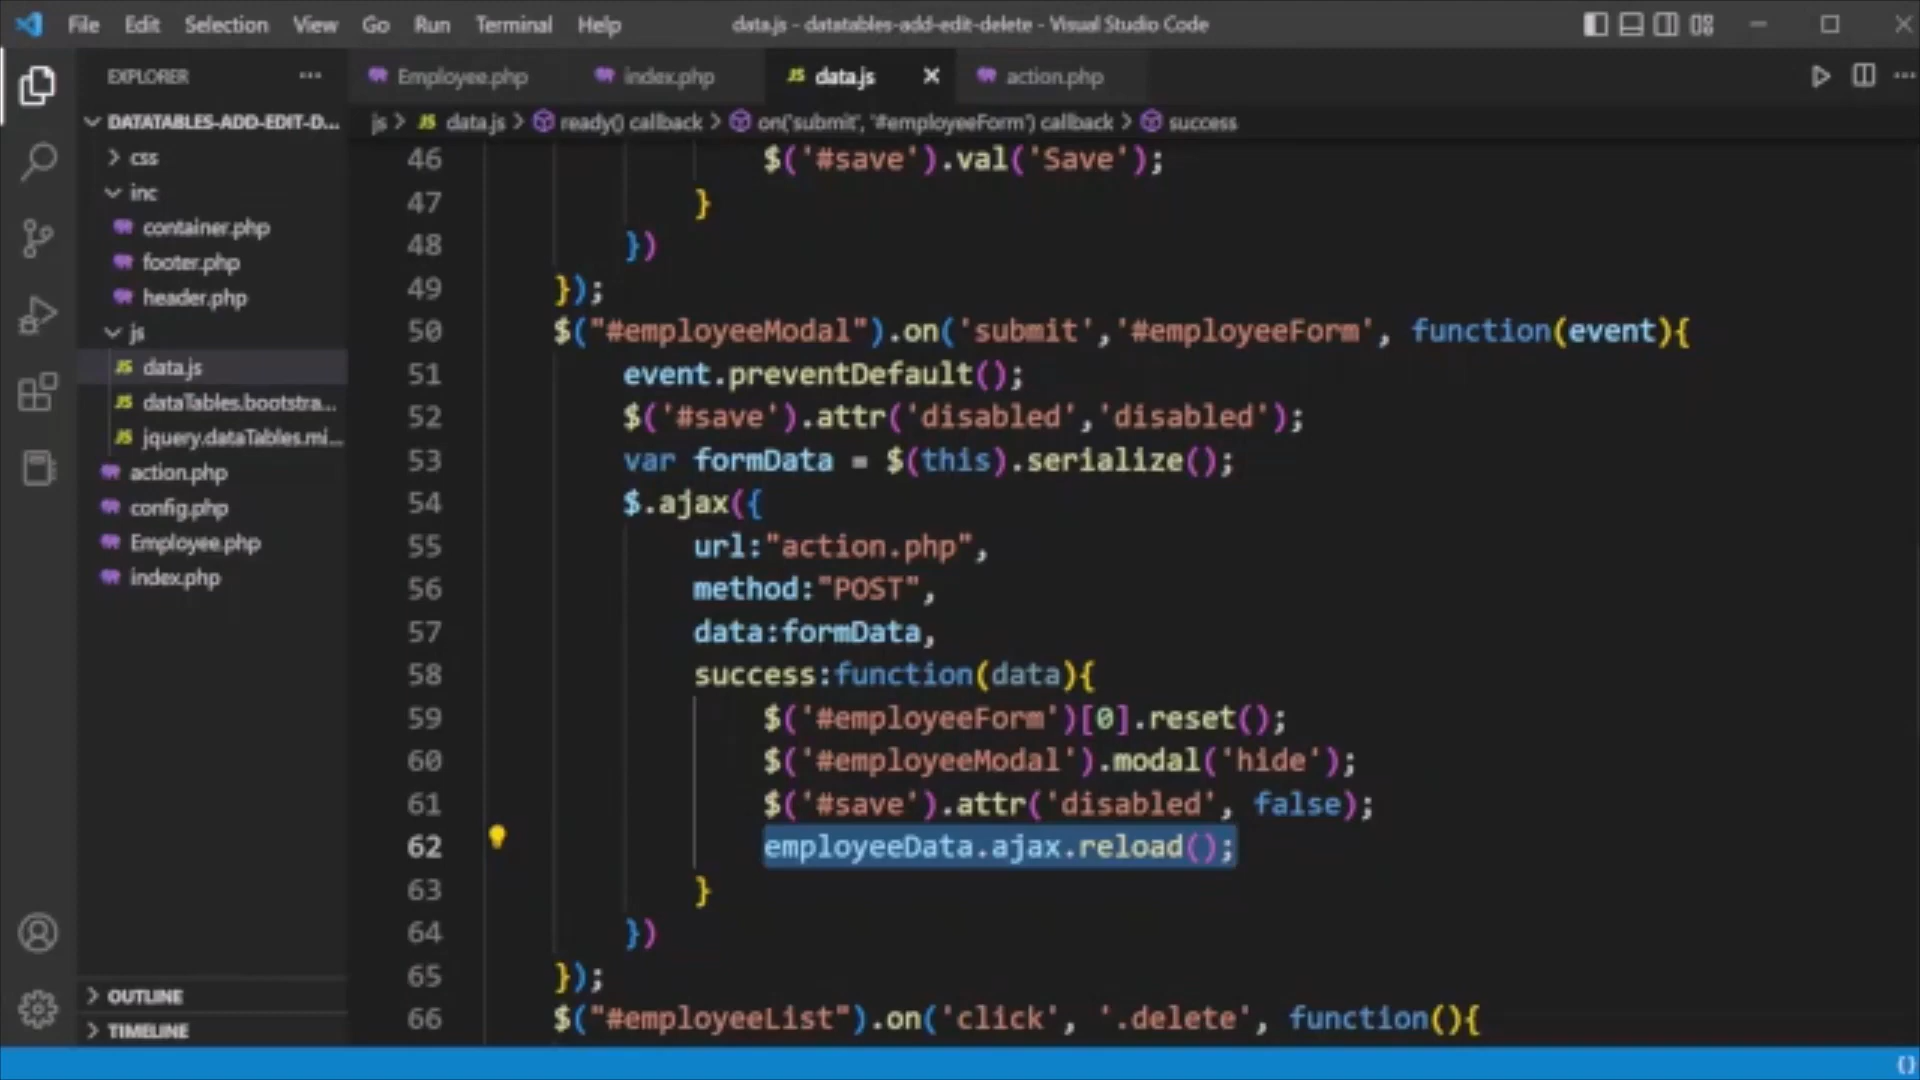 File Edit Selection View Go Run Terminal Help data.js - datatables-add-edit-delete - Visual Studio Code
EXPLORER
Employee.php index.php JS data.js action.php
DATATABLES-ADD-EDIT-D...
js > JS data.js > ready() callback > on('submit', '#employeeForm') callback > success
css
inc
container.php
footer.php
header.php
js
JS data.js
JS dataTables.bootstra...
JS jquery.dataTables.mi...
action.php
config.php
Employee.php
index.php
OUTLINE
TIMELINE
46 $('#save').val('Save');
47 }
48 })
49 });
50 $("#employeeModal").on('submit','#employeeForm', function(event){
51 event.preventDefault();
52 $('#save').attr('disabled','disabled');
53 var formData = $(this).serialize();
54 $.ajax({
55 url:"action.php",
56 method:"POST",
57 data:formData,
58 success:function(data){
59 $('#employeeForm')[0].reset();
60 $('#employeeModal').modal('hide');
61 $('#save').attr('disabled', false);
62 employeeData.ajax.reload();
63 }
64 })
65 });
66 $("#employeeList").on('click', '.delete', function(){
{}